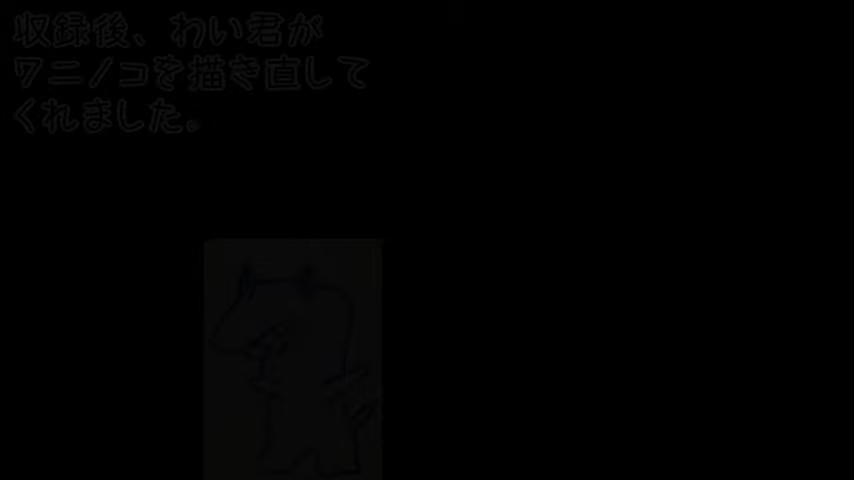 収録後、わい君が
ワニノコを描き直して
くれました。